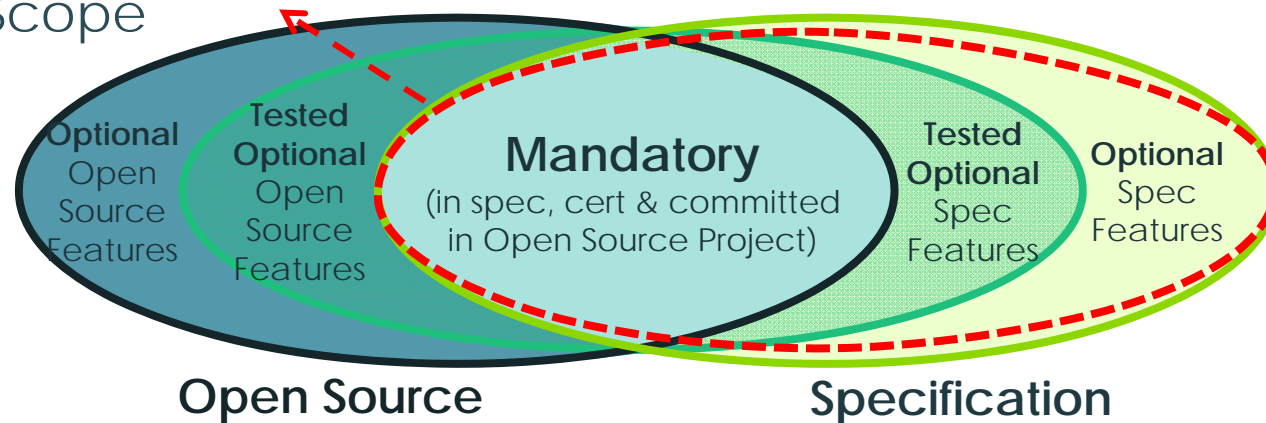 Scope
Optional
Open
Source
Features
Tested
Optional
Open
Source
Features
Mandatory
(in spec, cert & committed
in Open Source Project)
Tested
Optional
Spec
Features
Optional
Spec
Features
Open Source
Specification